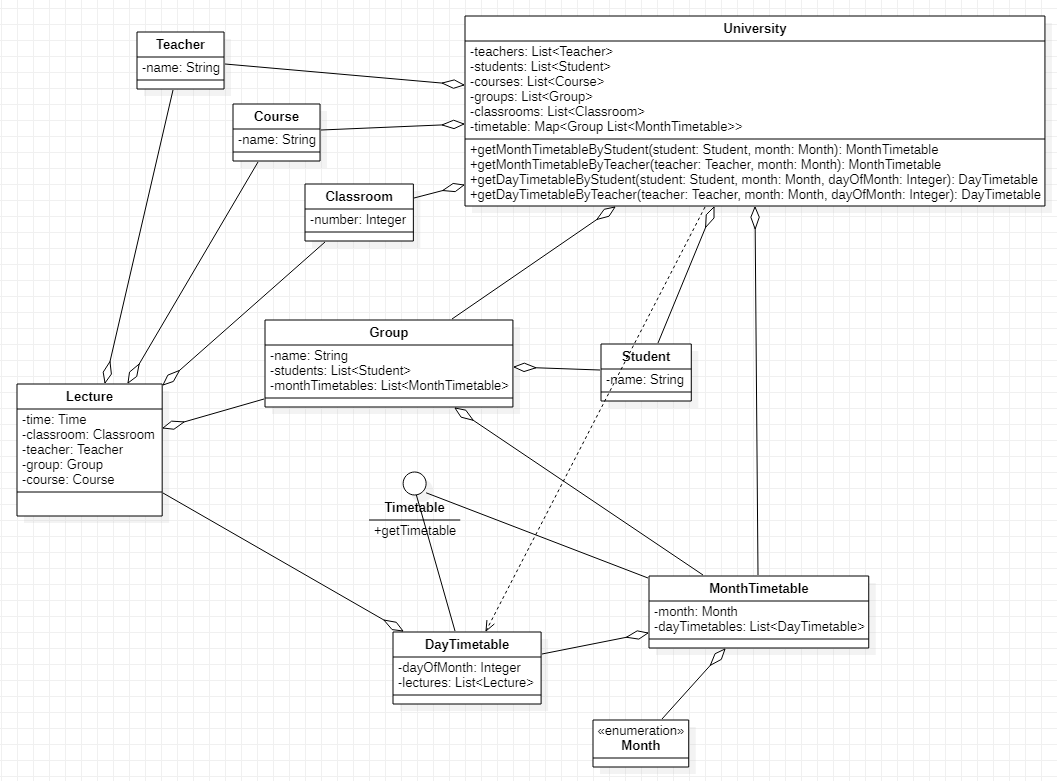 Teacher
-name: String
Course
-name: String
Classroom
-number: Integer
University
-teachers: List<Teacher>
-students: List<Student>
-courses: List<Course>
-groups: List<Group>
-classrooms: List<Classroom>
-timetable: Map<Group List<MonthTimetable>>
+getMonthTimetableByStudent(student: Student, month: Month): MonthTimetable
+getMonthTimetableByTeacher(teacher: Teacher, month: Month): MonthTimetable
+getDayTimetableByStudent(student: Student, month: Month, dayOfMonth: Integer): DayTimetable
+getDayTimetableByTeacher(teacher: Teacher, month: Month, dayOfMonth: Integer): DayTimetable
Group
-name: String
-students: List<Student>
-monthTimetables: List<MonthTimetable>
Student
-name: String
Lecture
-time: Time
-classroom: Classroom
-teacher: Teacher
-group: Group
-course: Course
Timetable
+getTimetable
MonthTimetable
-month: Month
-dayTimetables: List<DayTimetable>
DayTimetable
-dayOfMonth: Integer
-lectures: List<Lecture>
«enumeration»
Month